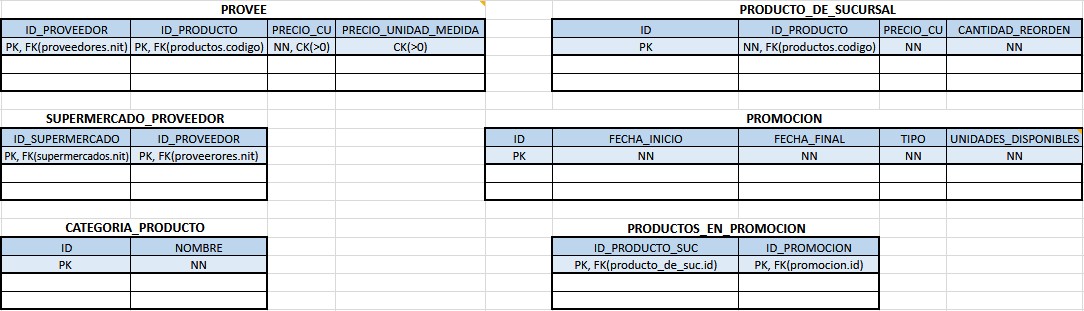 PROVEE
ID_PROVEEDOR ID_PRODUCTO PRECIO_CU PRECIO_UNIDAD_MEDIDA
PK, FK(proveedores.nit) PK, FK(productos.codigo) NN, CK(>0) CK(>0)
PRODUCTO_DE_SUCURSAL
ID ID_PRODUCTO PRECIO_CU CANTIDAD_REORDEN
PK NN, FK(productos.codigo) NN NN
SUPERMERCADO_PROVEEDOR
ID_SUPERMERCADO ID_PROVEEDOR
PK, FK(supermercados.nit) PK, FK(proveerores.nit)
PROMOCION
ID FECHA_INICIO FECHA_FINAL TIPO UNIDADES_DISPONIBLES
PK NN NN NN NN
CATEGORIA_PRODUCTO
ID NOMBRE
PK NN
PRODUCTOS_EN_PROMOCION
ID_PRODUCTO_SUC ID_PROMOCION
PK, FK(producto_de_suc.id) PK, FK(promocion.id)